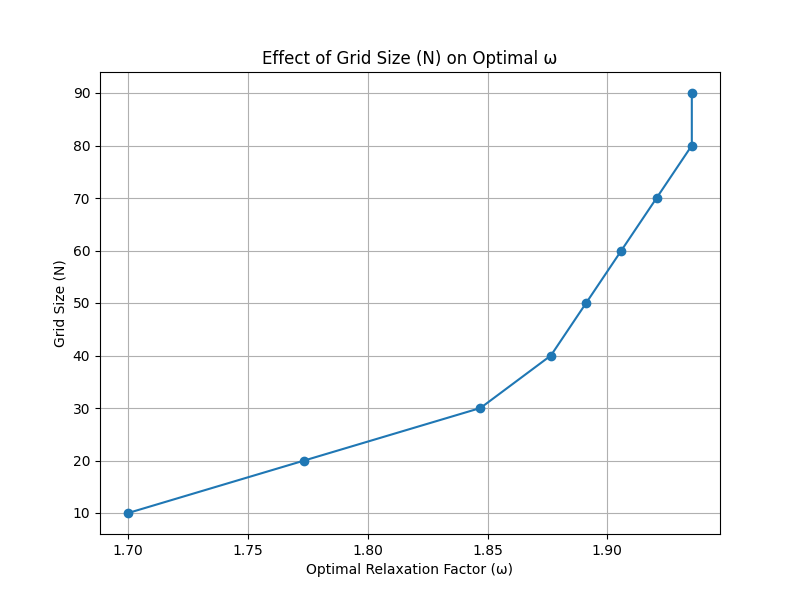 Effect of Grid Size (N) on Optimal ω
90
80
70
60
50
40
30
20
10
Grid Size (N)
1.70 1.75 1.80 1.85 1.90
Optimal Relaxation Factor (ω)